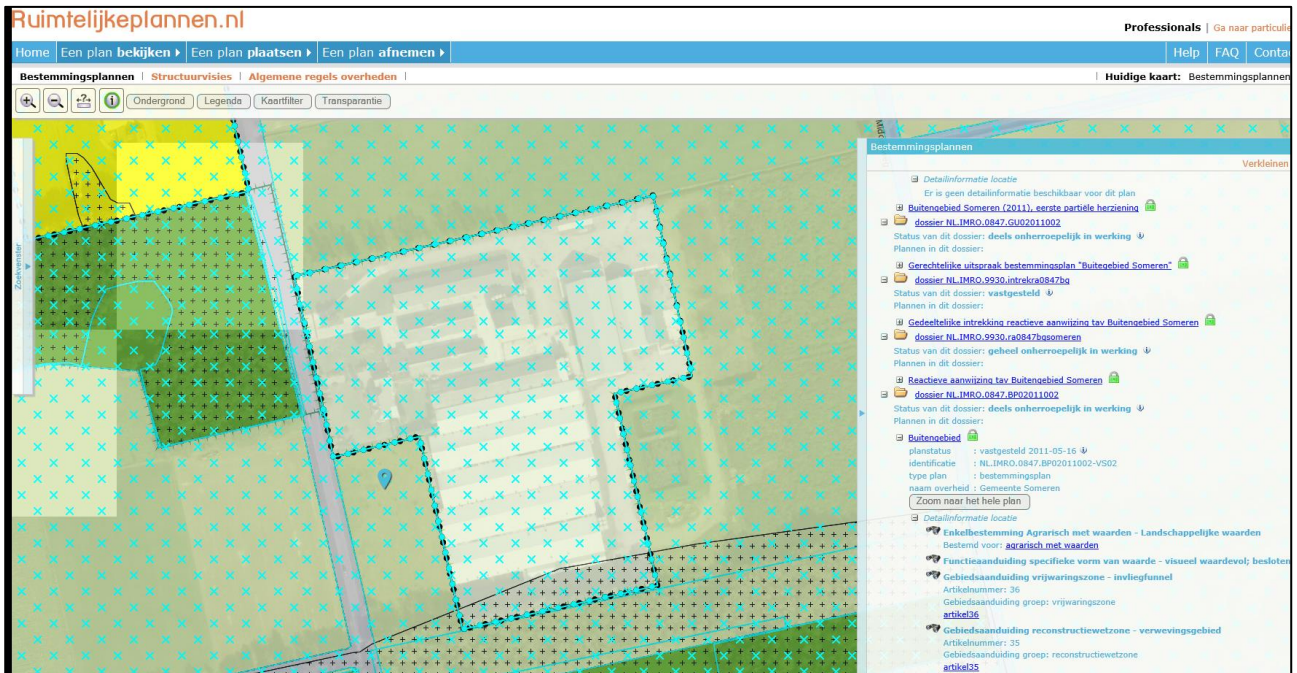 Ruimtelijkeplannen.nl
Professionals | Ga naar particulie
Home Een plan bekijken Een plan plaatsen Een plan afnemen Help FAQ Conta
Bestemmingsplannen | Structuurvisies | Algemene regels overheden | | Huidige kaart: Bestemmingsplannen
Ondergrond Legenda Kaartfilter Transparantie
Zoekvenster
Bestemmingsplannen
Verkleinen
Detailinformatie locatie
Er is geen detailinformatie beschikbaar voor dit plan
Buitengebied Someren (2011), eerste partiële herziening
dossier NL.IMRO.0847.GU02011002
Status van dit dossier: deels onherroepelijk in werking
Plannen in dit dossier:
Gerechtelijke uitspraak bestemmingsplan "Buitegebied Someren"
dossier NL.IMRO.9930.intrekra0847bg
Status van dit dossier: vastgesteld
Plannen in dit dossier:
Gedeeltelijke intrekking reactieve aanwijzing tav Buitengebied Someren
dossier NL.IMRO.9930.ra0847bgsomeren
Status van dit dossier: geheel onherroepelijk in werking
Plannen in dit dossier:
Reactieve aanwijzing tav Buitengebied Someren
dossier NL.IMRO.0847.BP02011002
Status van dit dossier: deels onherroepelijk in werking
Plannen in dit dossier:
Buitengebied
planstatus : vastgesteld 2011-05-16
identificatie : NL.IMRO.0847.BP02011002-VS02
type plan : bestemmingsplan
naam overheid : Gemeente Someren
Zoom naar het hele plan
Detailinformatie locatie
Enkelbestemming Agrarisch met waarden - Landschappelijke waarden
Bestemd voor: agrarisch met waarden
Functieaanduiding specifieke vorm van waarde - visueel waardevol; besloten
Gebiedsaanduiding vrijwaringszone - invliegfunnel
Artikelnummer: 36
Gebiedsaanduiding groep: vrijwaringszone
artikel36
Gebiedsaanduiding reconstructiewetzone - verwevingsgebied
Artikelnummer: 35
Gebiedsaanduiding groep: reconstructiewetzone
artikel35